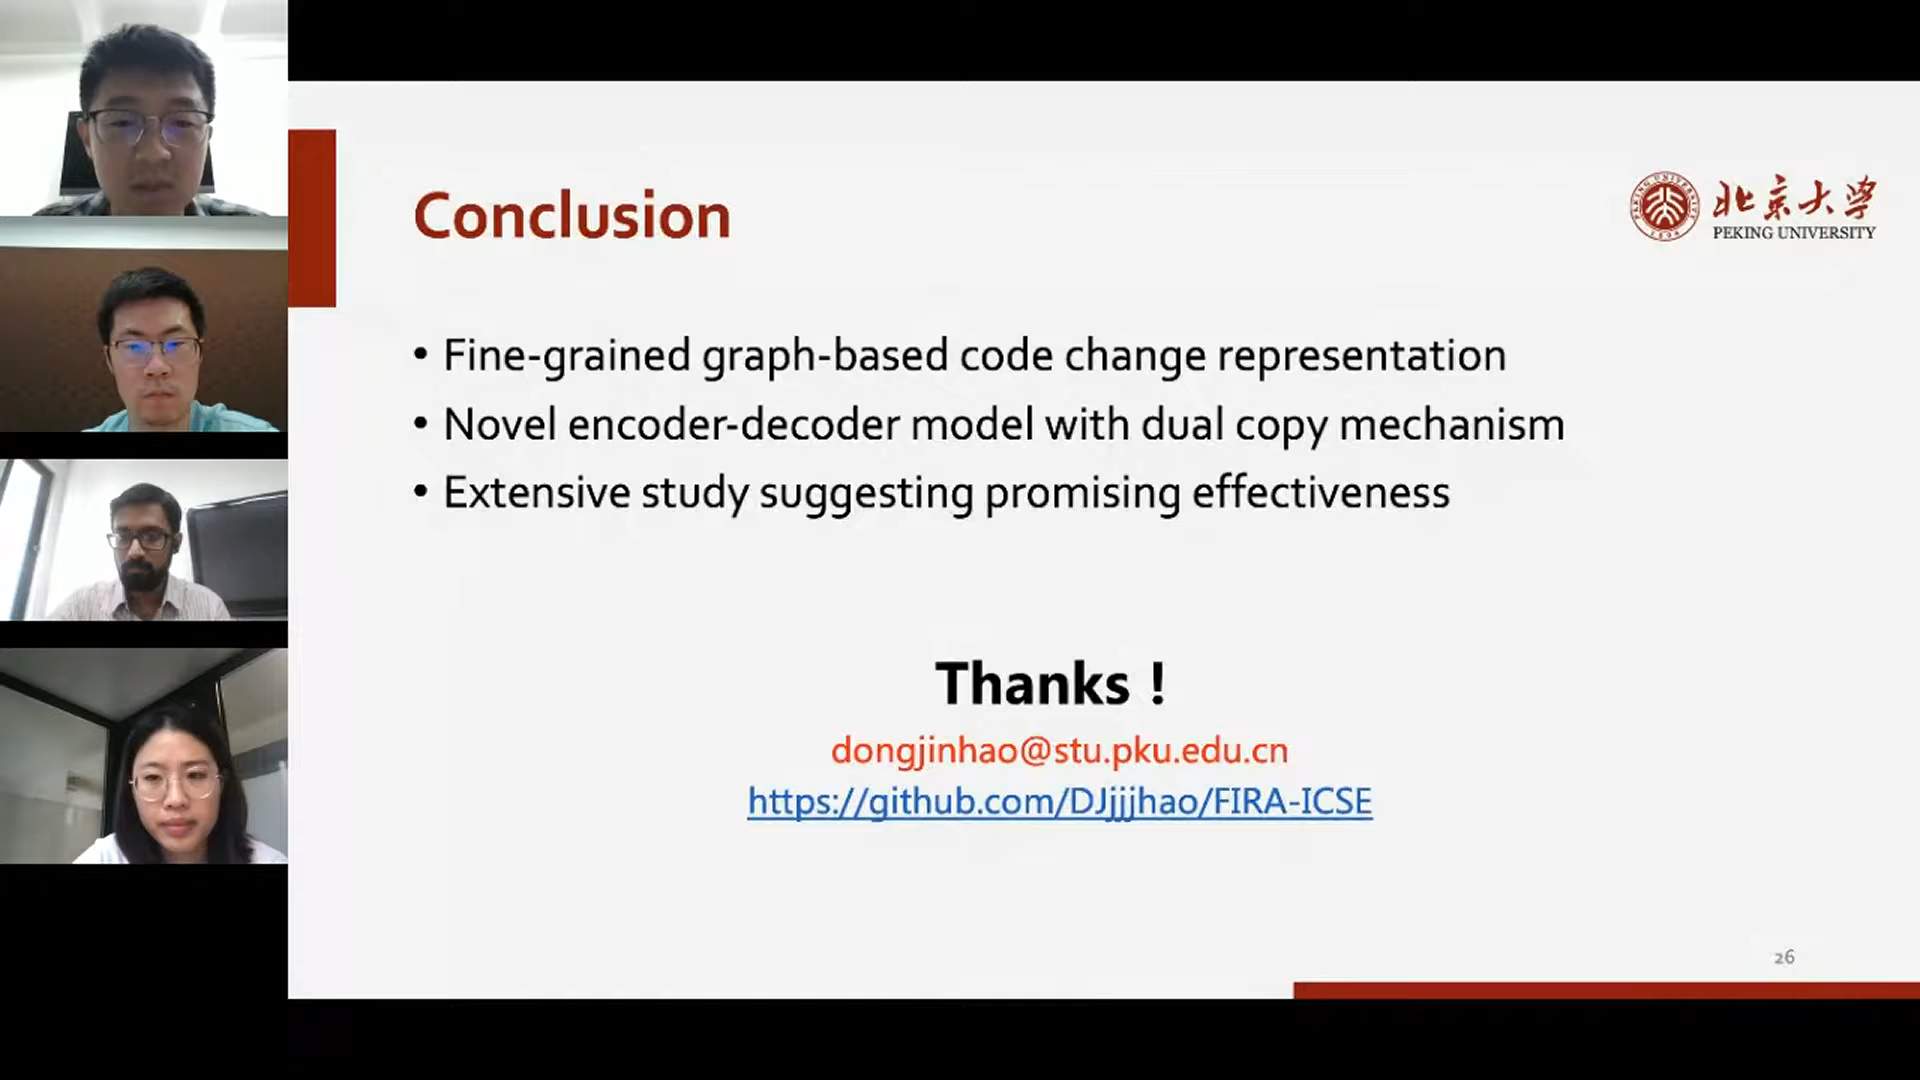 Conclusion
北京大学
PEKING UNIVERSITY
• Fine-grained graph-based code change representation
• Novel encoder-decoder model with dual copy mechanism
• Extensive study suggesting promising effectiveness
Thanks !
dongjinhao@stu.pku.edu.cn
https://github.com/DJjjjhao/FIRA-ICSE
26